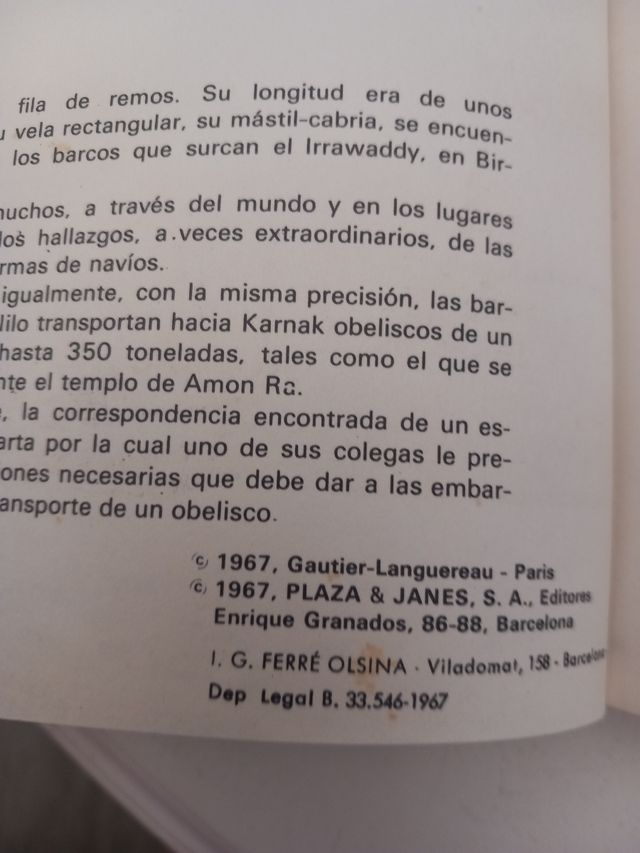 fila de remos. Su longitud era de unos
vela rectangular, su mástil-cabria, se encuen-
los barcos que surcan el Irrawaddy, en Bir-
muchos, a través del mundo y en los lugares
los hallazgos, a veces extraordinarios, de las
rmas de navíos.
igualmente, con la misma precisión, las bar-
Nilo transportan hacia Karnak obeliscos de un
hasta 350 toneladas, tales como el que se
nte el templo de Amon Ra.
, la correspondencia encontrada de un es-
arta por la cual uno de sus colegas le pre-
ones necesarias que debe dar a las embar-
ansporte de un obelisco.
© 1967, Gautier-Languereau - Paris
© 1967, PLAZA & JANES, S. A., Editores
Enrique Granados, 86-88, Barcelona
I. G. FERRÉ OLSINA - Viladomat, 158 - Barcelona
Dep Legal B. 33.546-1967